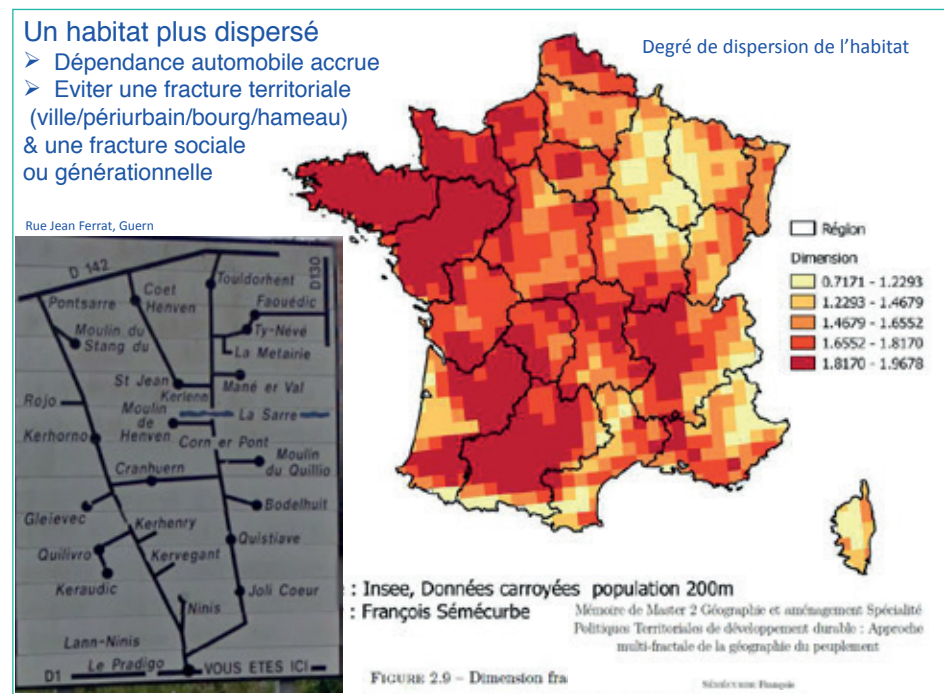 Un habitat plus dispersé
➢ Dépendance automobile accrue
➢ Eviter une fracture territoriale
(ville/périurbain/bourg/hameau)
& une fracture sociale
ou générationnelle
Degré de dispersion de l'habitat
Rue Jean Ferrat, Guern
D 142
Touldorhent
D130
Pontsarre
Coet
Henven
Faouédic
Ty-Névé
Moulin du
Stang du
La Metairie
St Jean
Mané er Val
Kerlenn
Rojo
Moulin
de
Henven
La Sarre
Kerhorno
Corn er Pont
Moulin
du Quillio
Cranhuern
Bodelhuit
Gleievec
Kerhenry
Quilivro
Kervegant
Quistiave
Keraudic
Joli Coeur
Ninis
Lann-Ninis
Le Pradigo
D1
VOUS ETES ICI
Région
Dimension
0.7171 - 1.2293
1.2293 - 1.4679
1.4679 - 1.6552
1.6552 - 1.8170
1.8170 - 1.9678
: Insee, Données carroyées population 200m
: François Sémécurbe
Mémoire de Master 2 Géographie et aménagement Spécialité
Politiques Territoriales de développement durable : Approche
multi-fractale de la géographie du peuplement
FIGURE 2.9 – Dimension fra
SÉMÉCURBE François